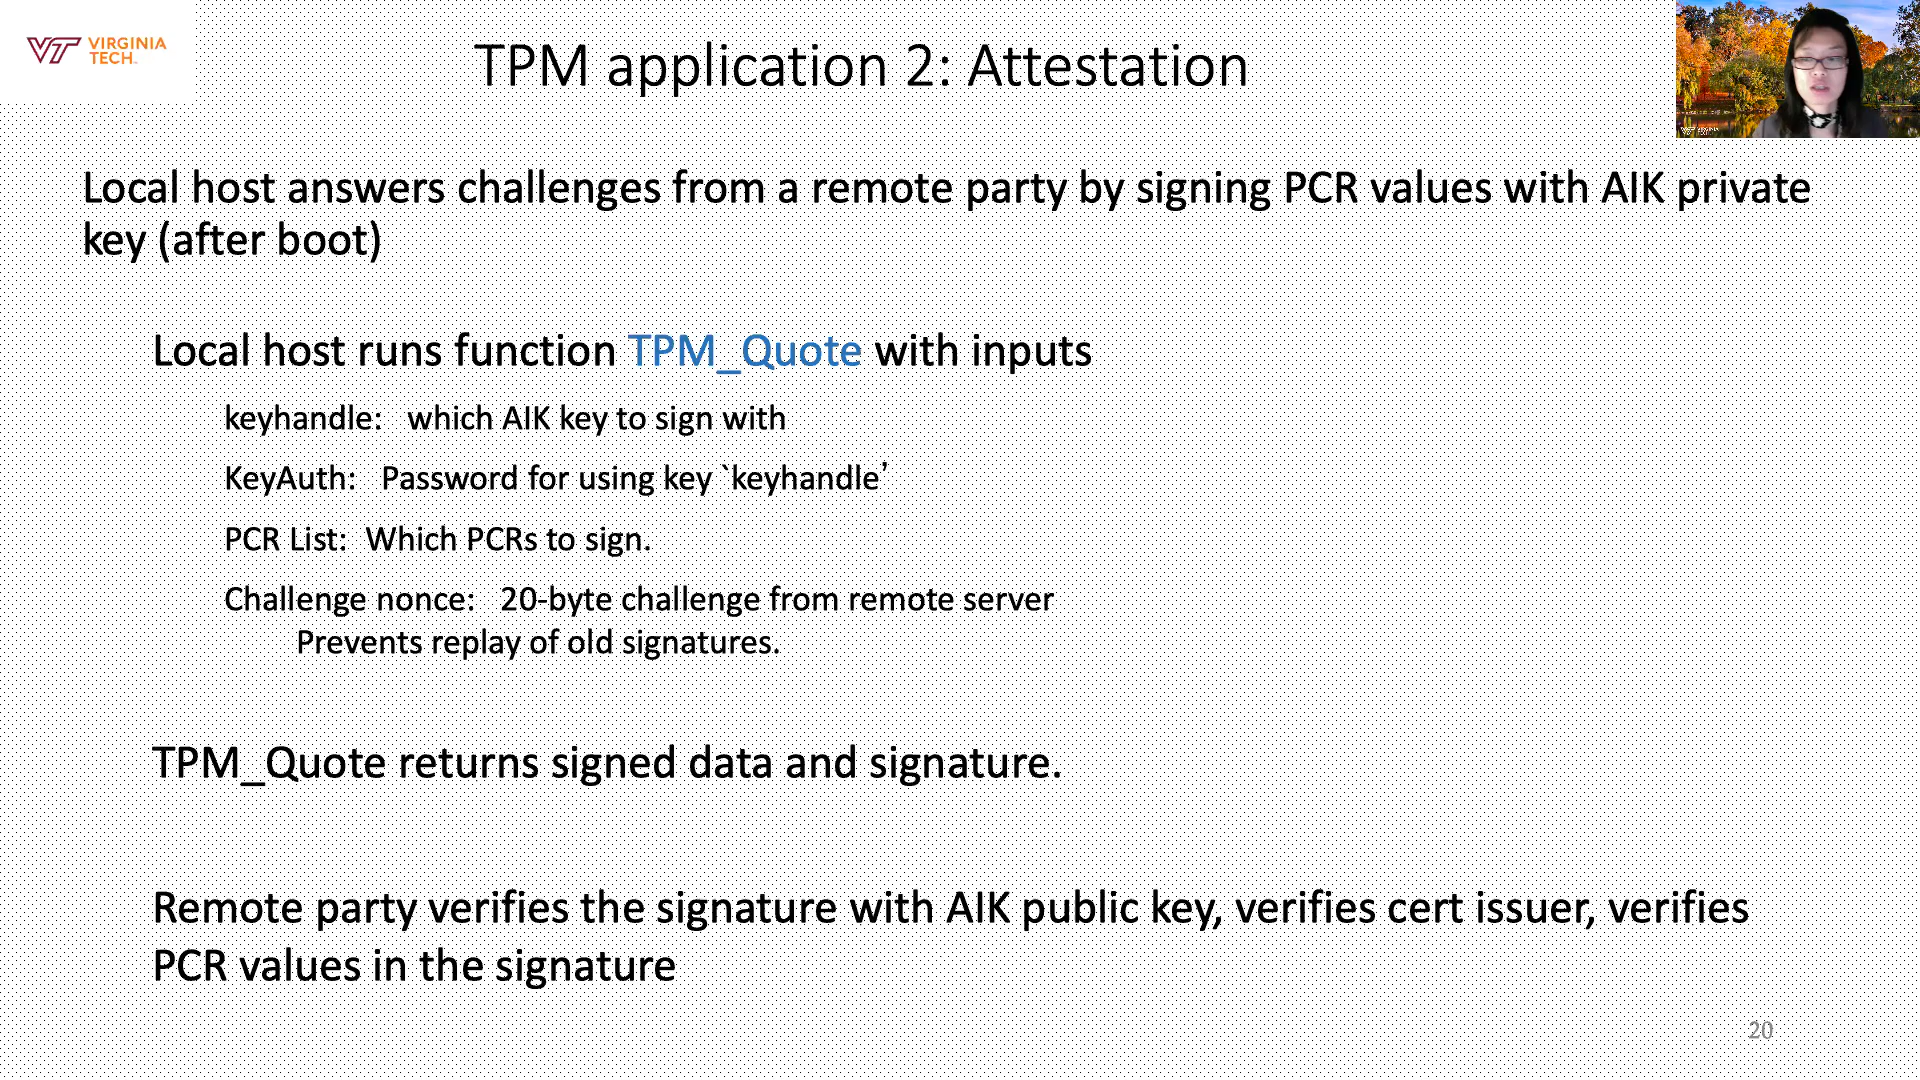 VIRGINIA
TECH.
TPM application 2: Attestation
Local host answers challenges from a remote party by signing PCR values with AIK private
key (after boot)
Local host runs function TPM_Quote with inputs
keyhandle: which AIK key to sign with
KeyAuth: Password for using key `keyhandle’
PCR List: Which PCRs to sign.
Challenge nonce: 20-byte challenge from remote server
Prevents replay of old signatures.
TPM_Quote returns signed data and signature.
Remote party verifies the signature with AIK public key, verifies cert issuer, verifies
PCR values in the signature
20